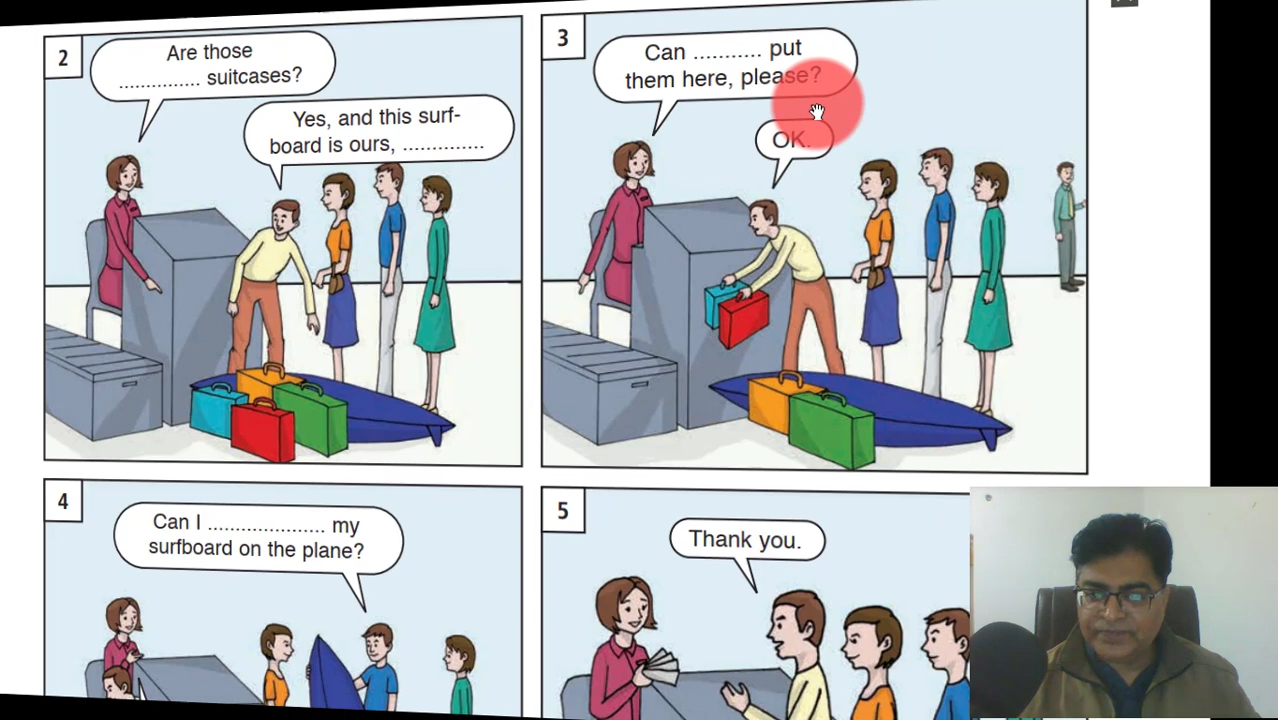 2
Are those
............... suitcases?
Yes, and this surf-
board is ours, ...............
3
Can ............ put
them here, please?
OK.
4
Can I ..................... my
surfboard on the plane?
5
Thank you.